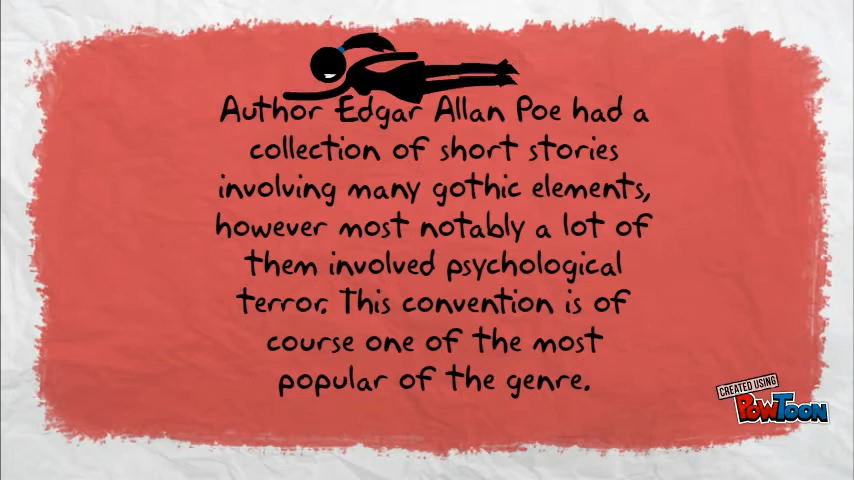 Author Edgar Allan Poe had a
collection of short stories
involving many gothic elements,
however most notably a lot of
them involved psychological
terror. This convention is of
course one of the most
popular of the genre.
CREATED USING
POWTOON